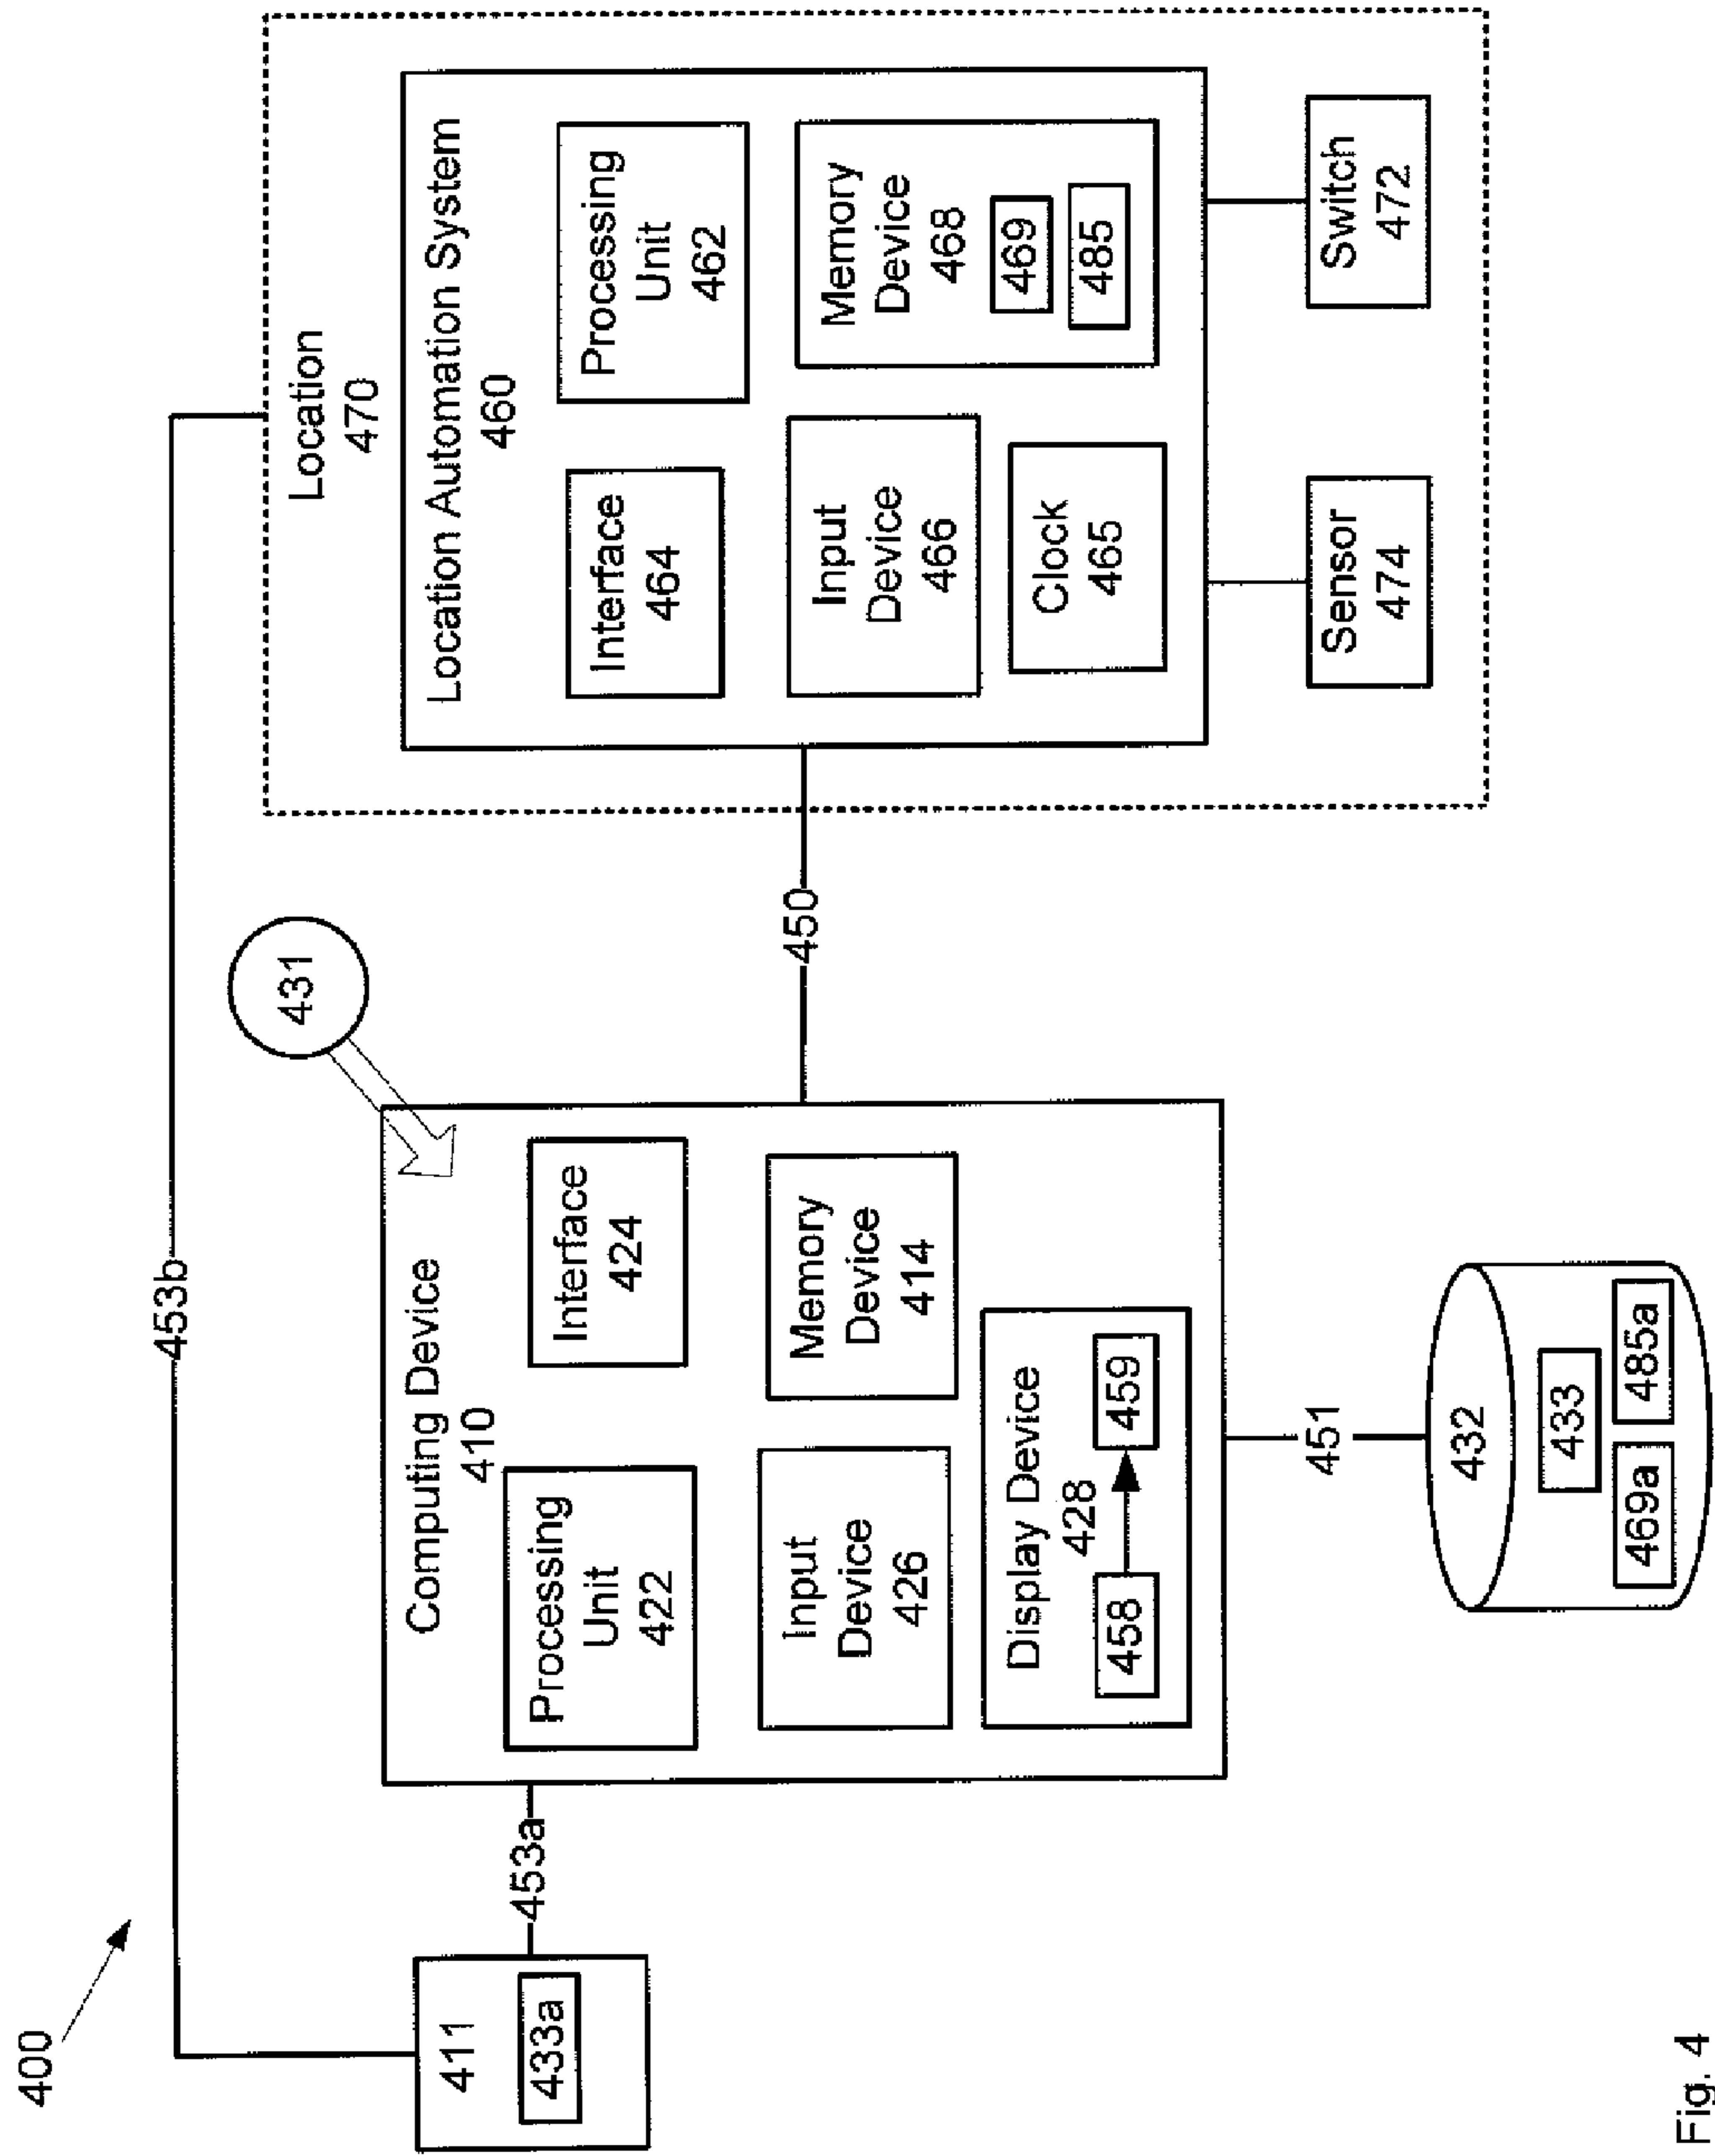 400
411
433a
453a
453b
Computing Device
410
Processing
Unit
422
Interface
424
Input
Device
426
Memory
Device
414
Display Device
428
458
459
431
450
451
432
433
469a
485a
Location
470
Location Automation System
460
Interface
464
Processing
Unit
462
Input
Device
466
Memory
Device
468
469
485
Clock
465
Sensor
474
Switch
472
Fig. 4